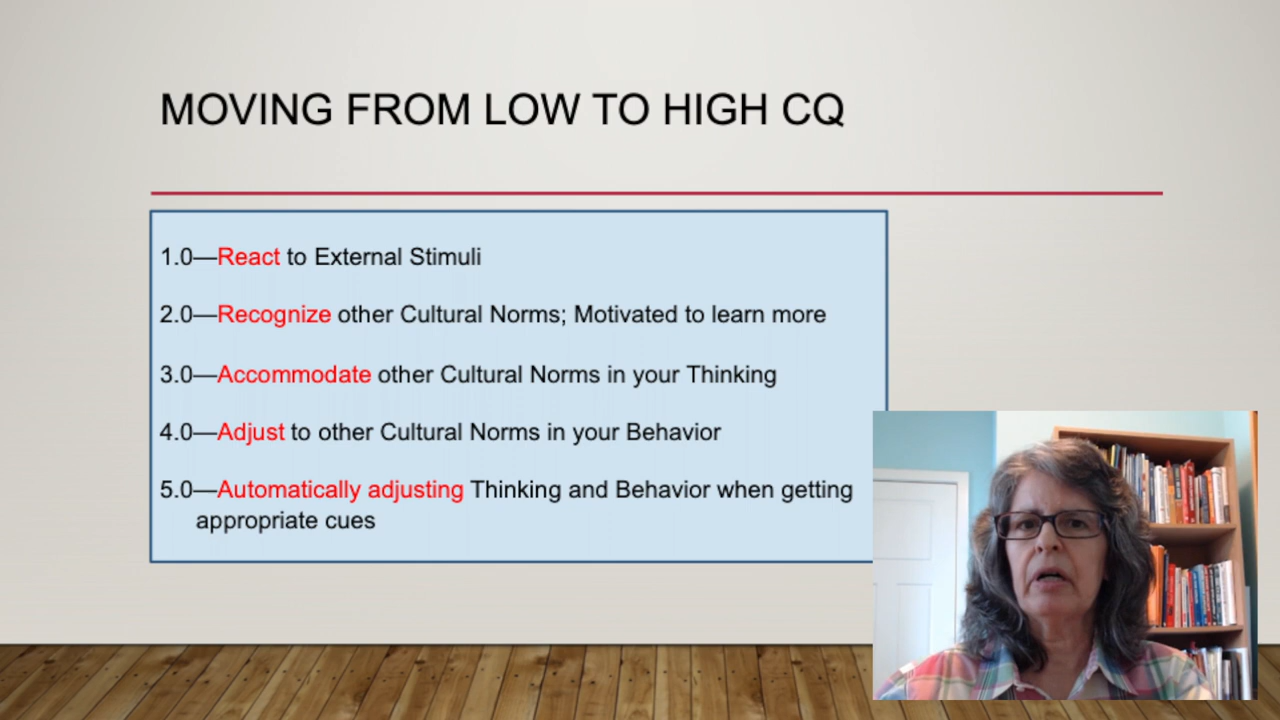 MOVING FROM LOW TO HIGH CQ
1.0—React to External Stimuli
2.0—Recognize other Cultural Norms; Motivated to learn more
3.0—Accommodate other Cultural Norms in your Thinking
4.0—Adjust to other Cultural Norms in your Behavior
5.0—Automatically adjusting Thinking and Behavior when getting
appropriate cues